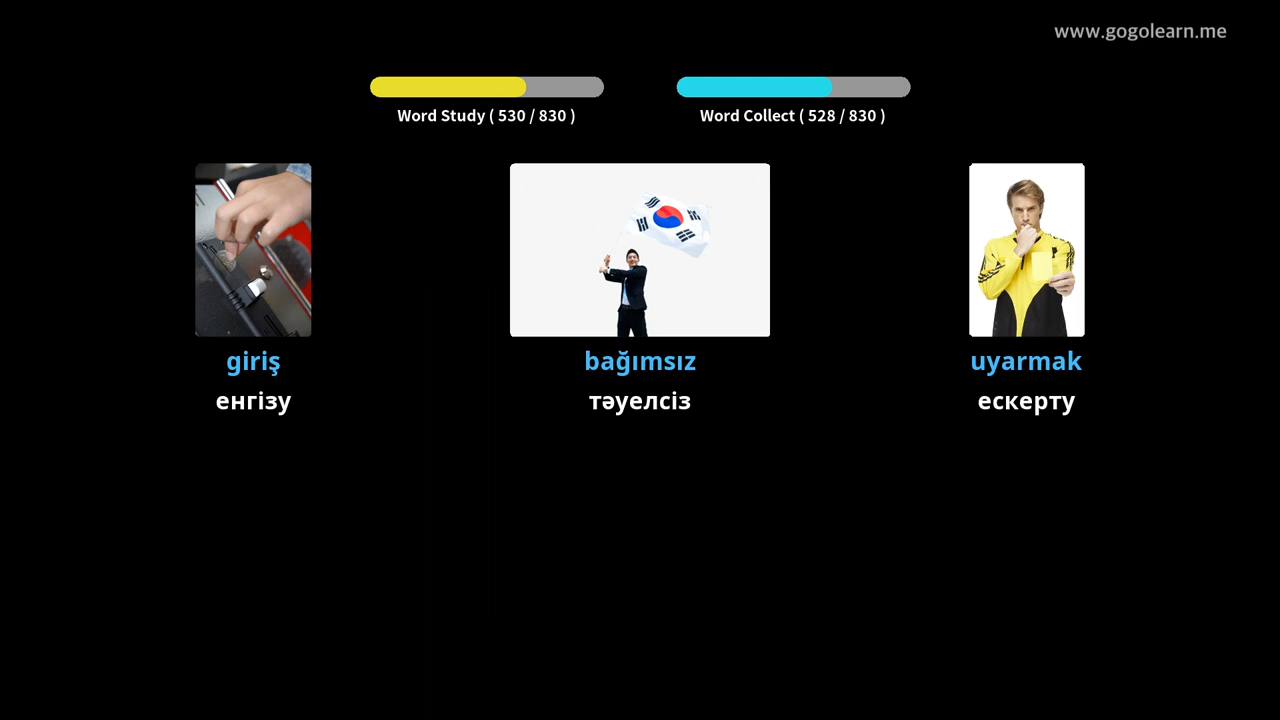 www.gogolearn.me
Word Study ( 530 / 830 )
Word Collect ( 528 / 830 )
giriş
bağımsız
uyarmak
енгізу
тәуелсіз
ескерту